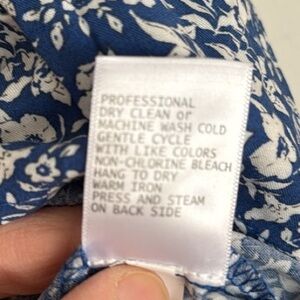 PROFESSIONAL
DRY CLEAN or
MACHINE WASH COLD
GENTLE CYCLE
WITH LIKE COLORS
NON-CHLORINE BLEACH
HANG TO DRY
WARM IRON
PRESS AND STEAM
ON BACK SIDE